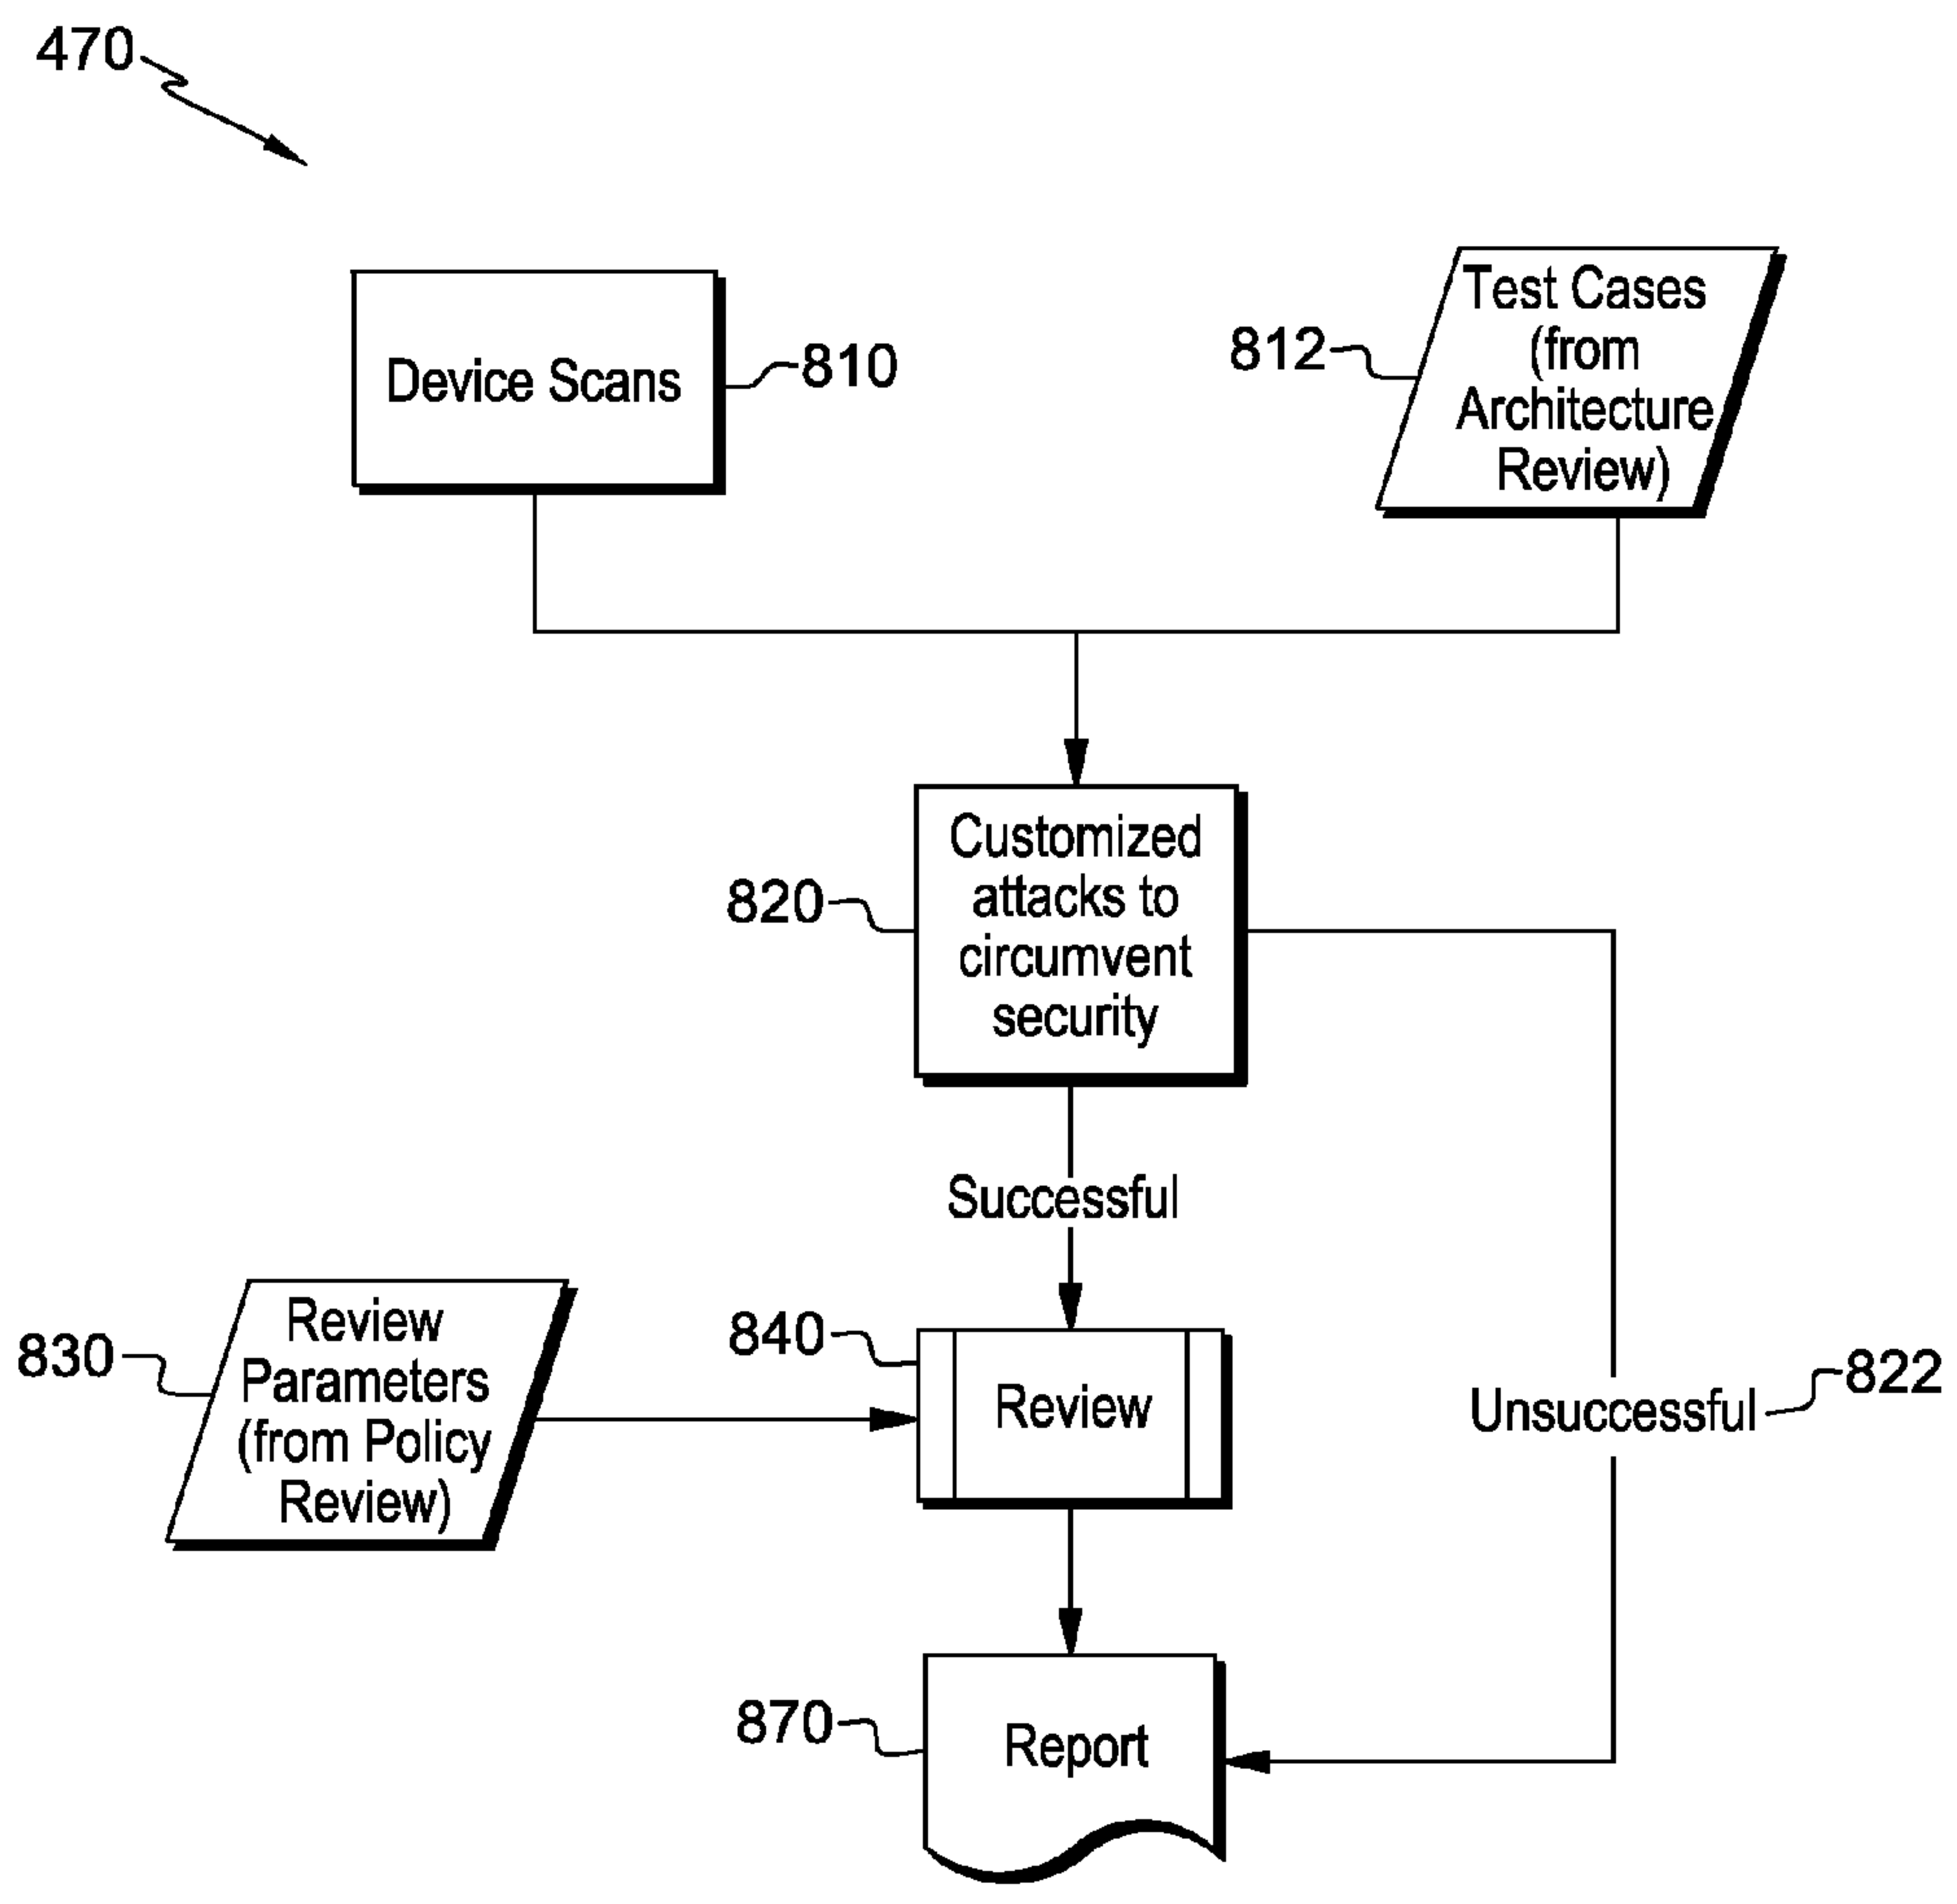 470
Device Scans
810
812
Test Cases
(from
Architecture
Review)
820
Customized
attacks to
circumvent
security
Successful
830
Review
Parameters
(from Policy
Review)
840
Review
Unsuccessful
822
870
Report